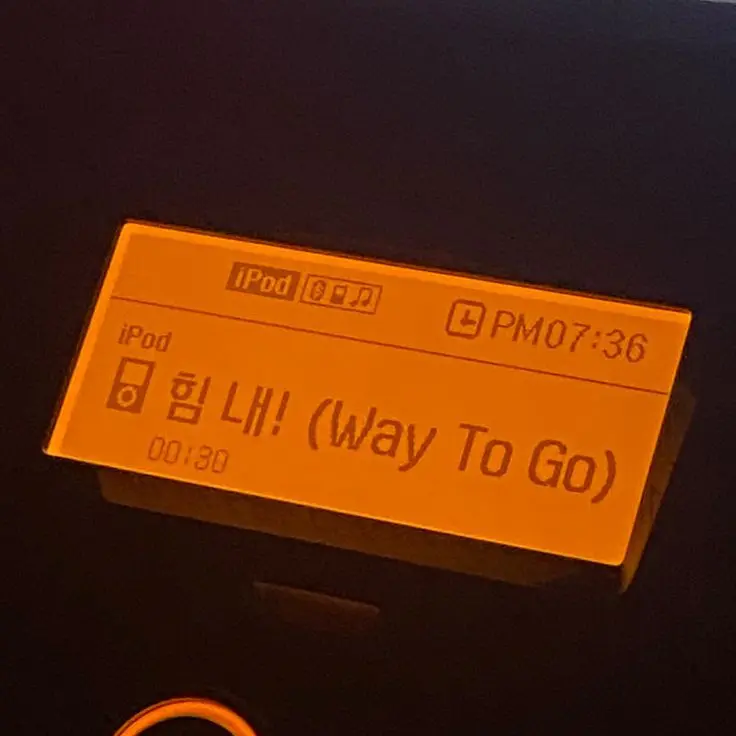 iPod PM07:36
iPod
힘 내! (Way To Go)
00:30